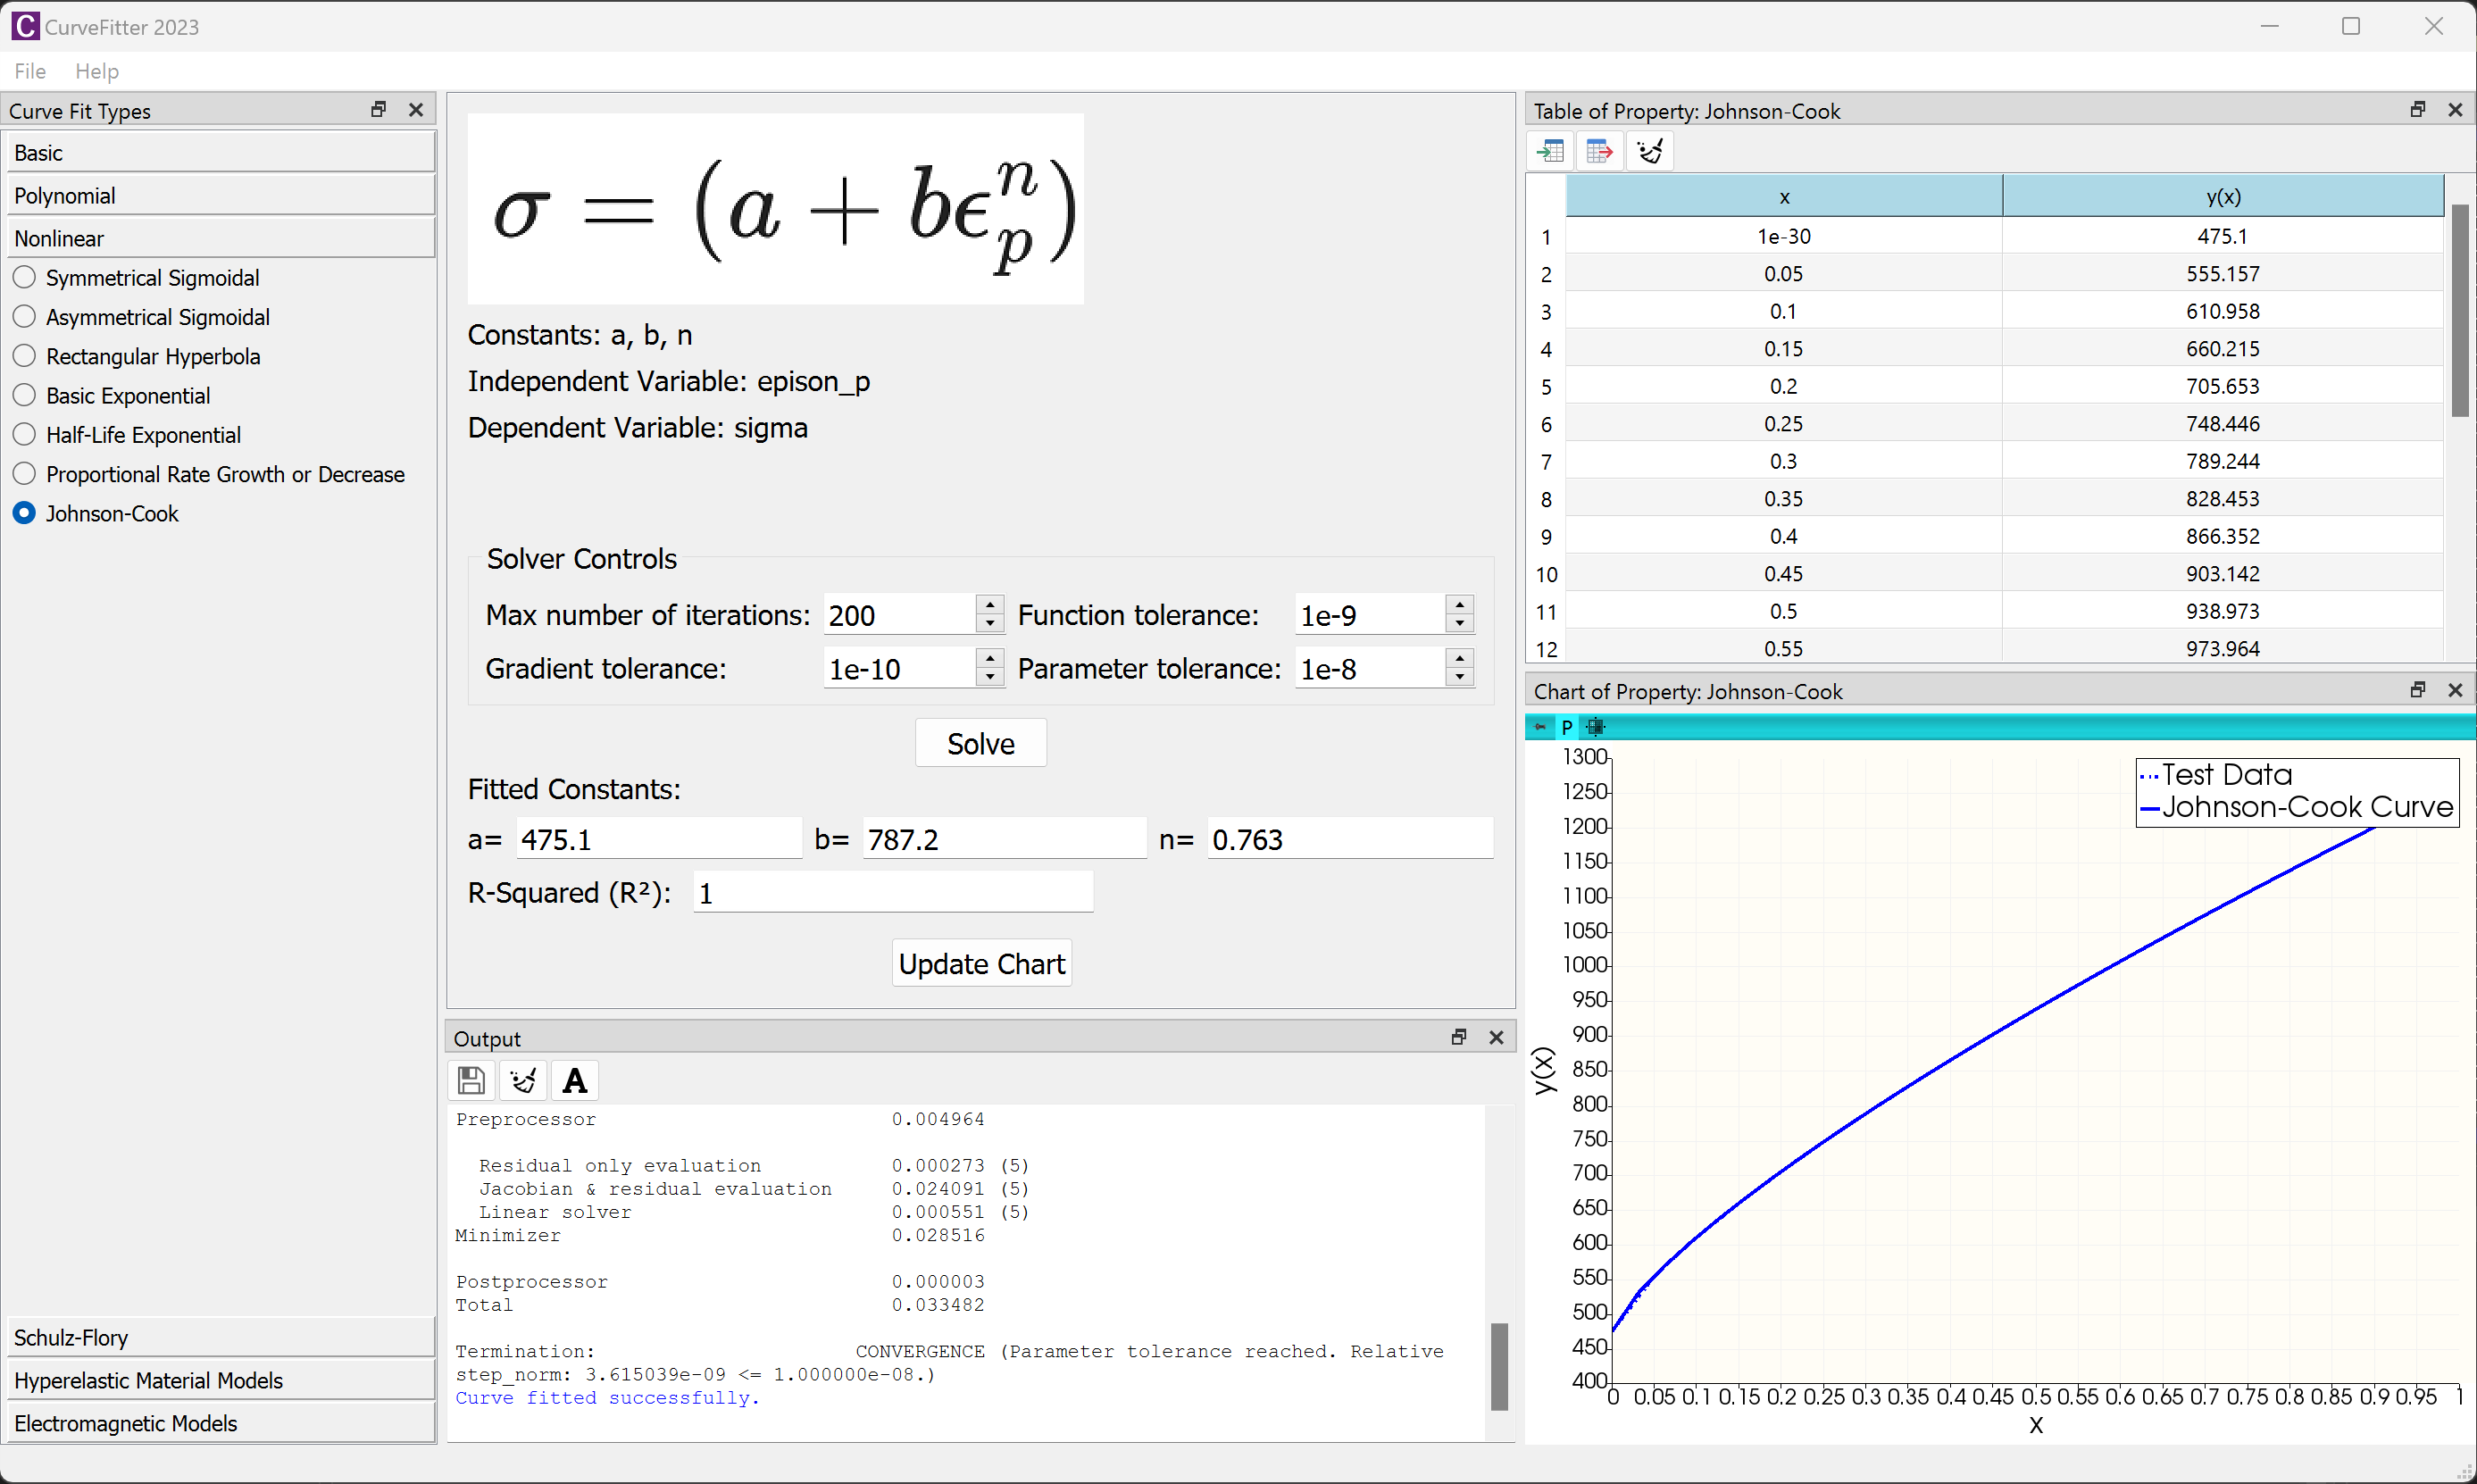 C CurveFitter 2023
File Help
Curve Fit Types
Basic
Polynomial
Nonlinear
Symmetrical Sigmoidal
Asymmetrical Sigmoidal
Rectangular Hyperbola
Basic Exponential
Half-Life Exponential
Proportional Rate Growth or Decrease
Johnson-Cook
Schulz-Flory
Hyperelastic Material Models
Electromagnetic Models
σ = (a + bϵₚⁿ)
Constants: a, b, n
Independent Variable: epison_p
Dependent Variable: sigma
Solver Controls
Max number of iterations: 200 Function tolerance: 1e-9
Gradient tolerance: 1e-10 Parameter tolerance: 1e-8
Solve
Fitted Constants:
a= 475.1 b= 787.2 n= 0.763
R-Squared (R²): 1
Update Chart
Output
A
Preprocessor 0.004964
Residual only evaluation 0.000273 (5)
Jacobian & residual evaluation 0.024091 (5)
Linear solver 0.000551 (5)
Minimizer 0.028516
Postprocessor 0.000003
Total 0.033482
Termination: CONVERGENCE (Parameter tolerance reached. Relative
step_norm: 3.615039e-09 <= 1.000000e-08.)
Curve fitted successfully.
Table of Property: Johnson-Cook
x y(x)
1 1e-30 475.1
2 0.05 555.157
3 0.1 610.958
4 0.15 660.215
5 0.2 705.653
6 0.25 748.446
7 0.3 789.244
8 0.35 828.453
9 0.4 866.352
10 0.45 903.142
11 0.5 938.973
12 0.55 973.964
Chart of Property: Johnson-Cook
P
Test Data
Johnson-Cook Curve
1300
1250
1200
1150
1100
1050
1000
950
900
850
800
750
700
650
600
550
500
450
400
y(x)
0 0.05 0.1 0.15 0.2 0.25 0.3 0.35 0.4 0.45 0.5 0.55 0.6 0.65 0.7 0.75 0.8 0.85 0.9 0.95 1
X